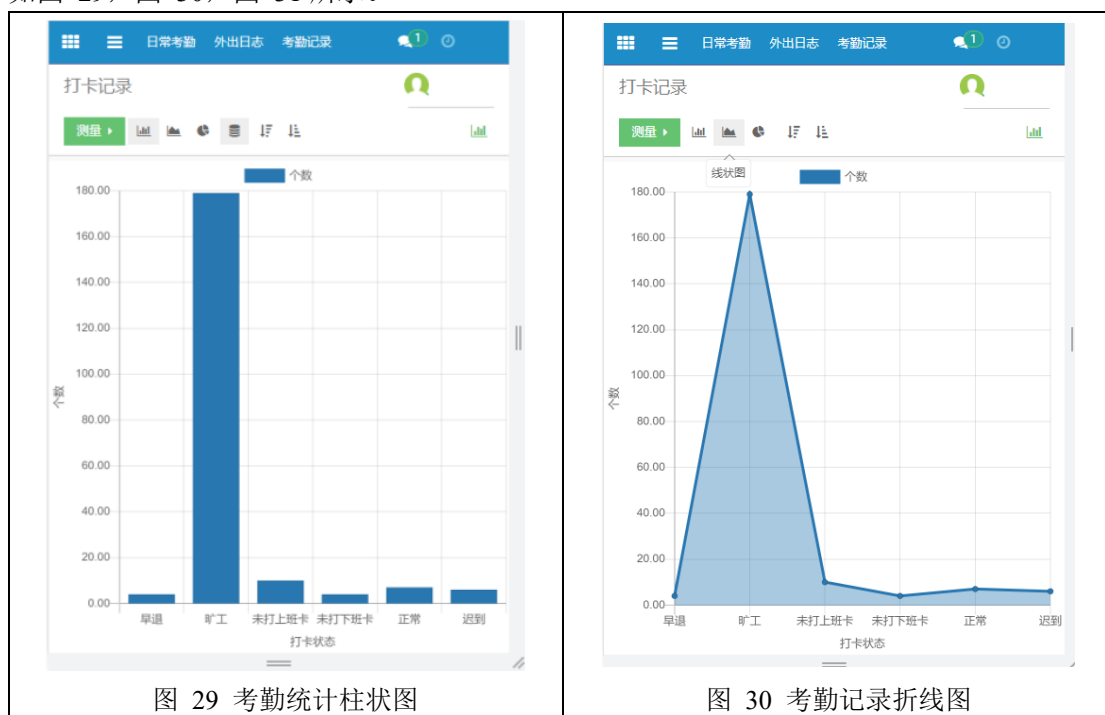 日常考勤 外出日志 考勤记录 1
打卡记录
测量
个数
180.00
160.00
140.00
120.00
100.00
80.00
60.00
40.00
20.00
0.00
个数
早退 旷工 未打上班卡 未打下班卡 正常 迟到
打卡状态
图 29 考勤统计柱状图
日常考勤 外出日志 考勤记录 1
打卡记录
测量
线状图
个数
180.00
160.00
140.00
120.00
100.00
80.00
60.00
40.00
20.00
0.00
个数
早退 旷工 未打上班卡 未打下班卡 正常 迟到
打卡状态
图 30 考勤记录折线图